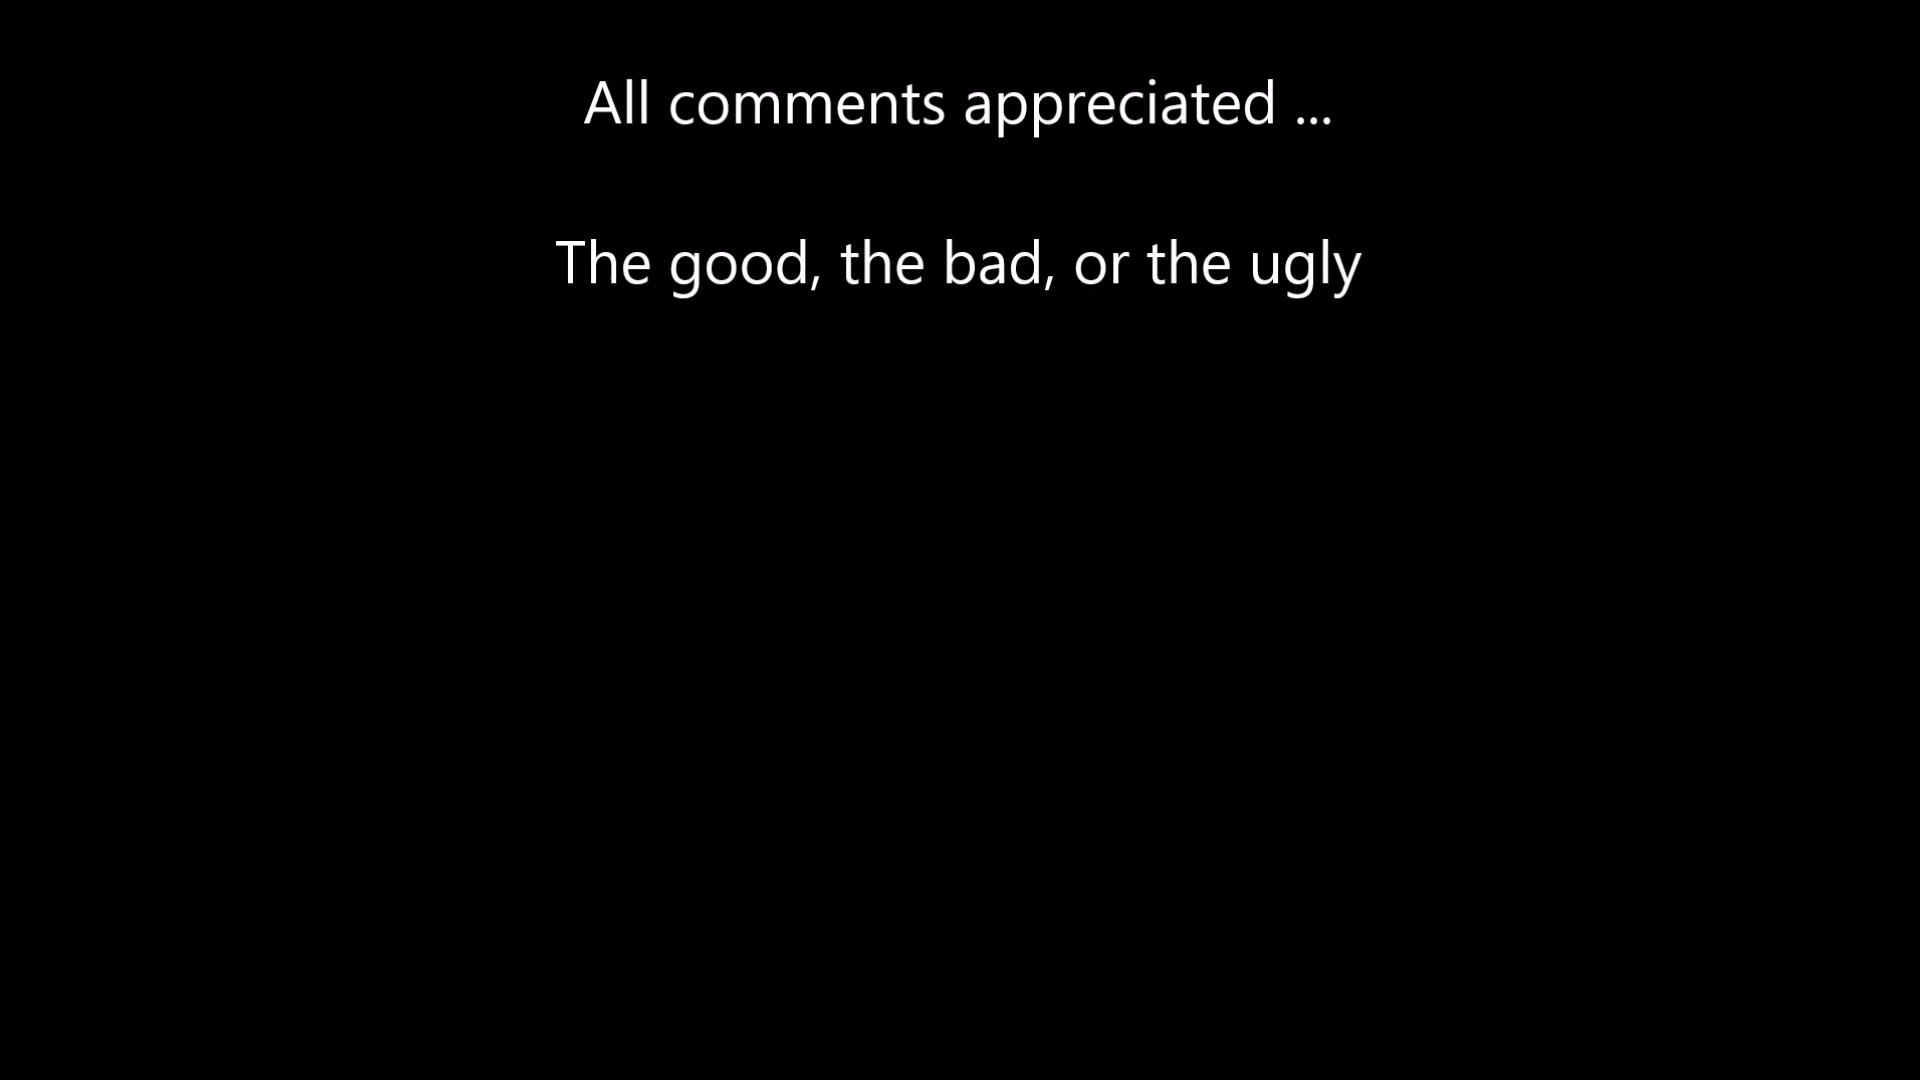 All comments appreciated ...
The good, the bad, or the ugly